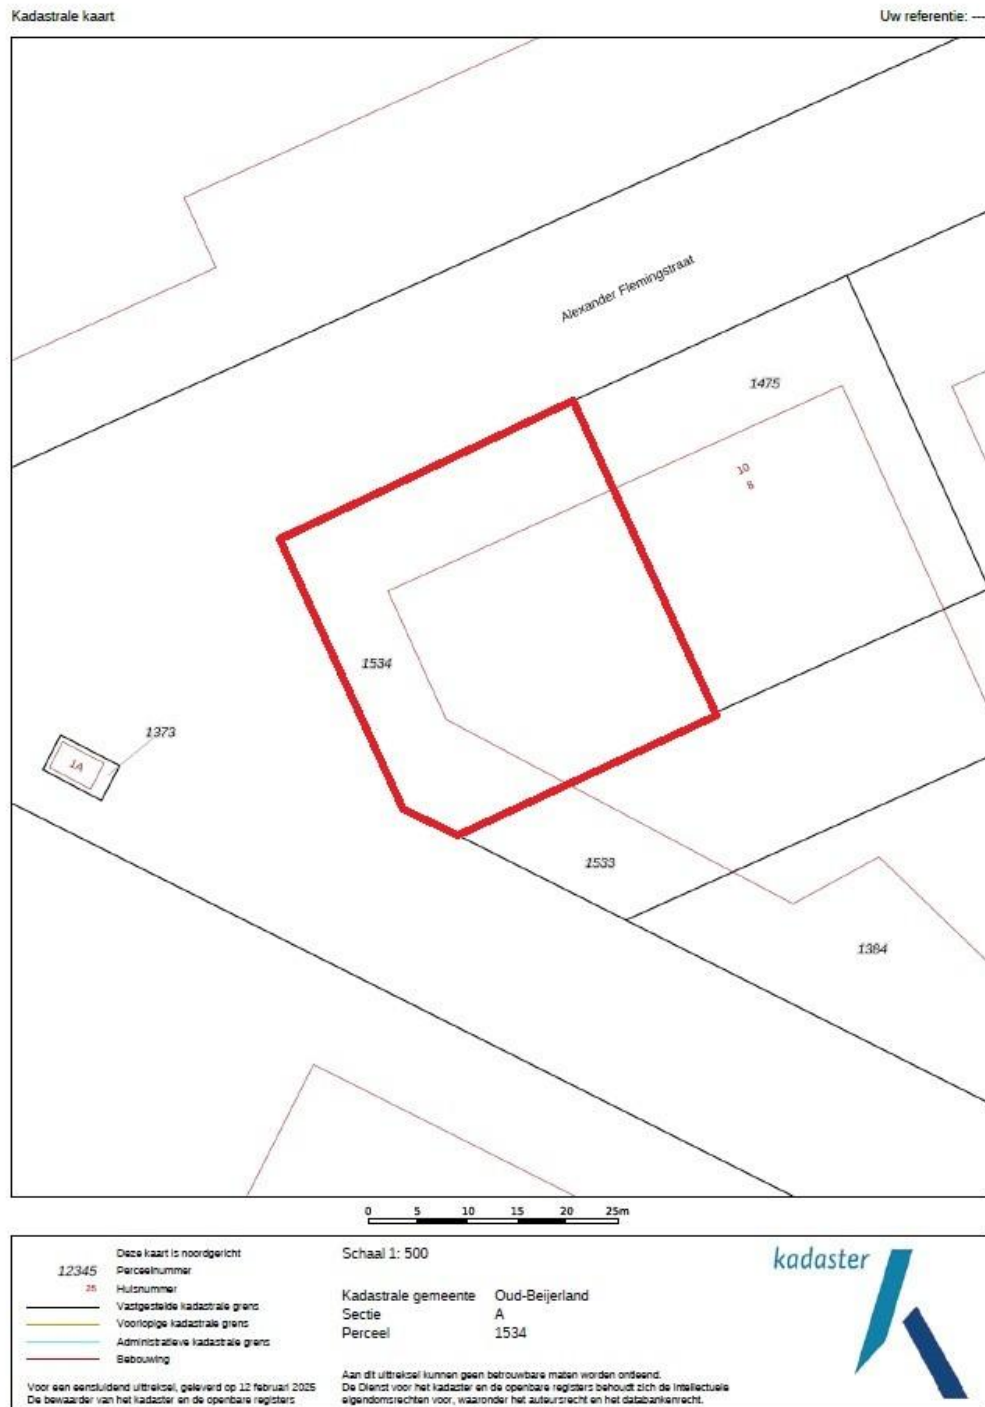 Kadastrale kaart
Uw referentie: ---
Alexander Flemingstraat
1475
10
8
1534
1373
1A
1533
1384
0 5 10 15 20 25m
Deze kaart is noordgericht
12345 Perceelnummer
25 Huisnummer
Vastgestelde kadastrale grens
Voorlopige kadastrale grens
Administratieve kadastrale grens
Bebouwing
Voor een eensluidend uittreksel, geleverd op 12 februari 2025
De bewaarder van het kadaster en de openbare registers
Schaal 1: 500
Kadastrale gemeente Oud-Beijerland
Sectie A
Perceel 1534
Aan dit uittreksel kunnen geen betrouwbare maten worden ontleend.
De Dienst voor het kadaster en de openbare registers behoudt zich de intellectuele
eigendomsrechten voor, waaronder het auteursrecht en het databankenrecht.
kadaster